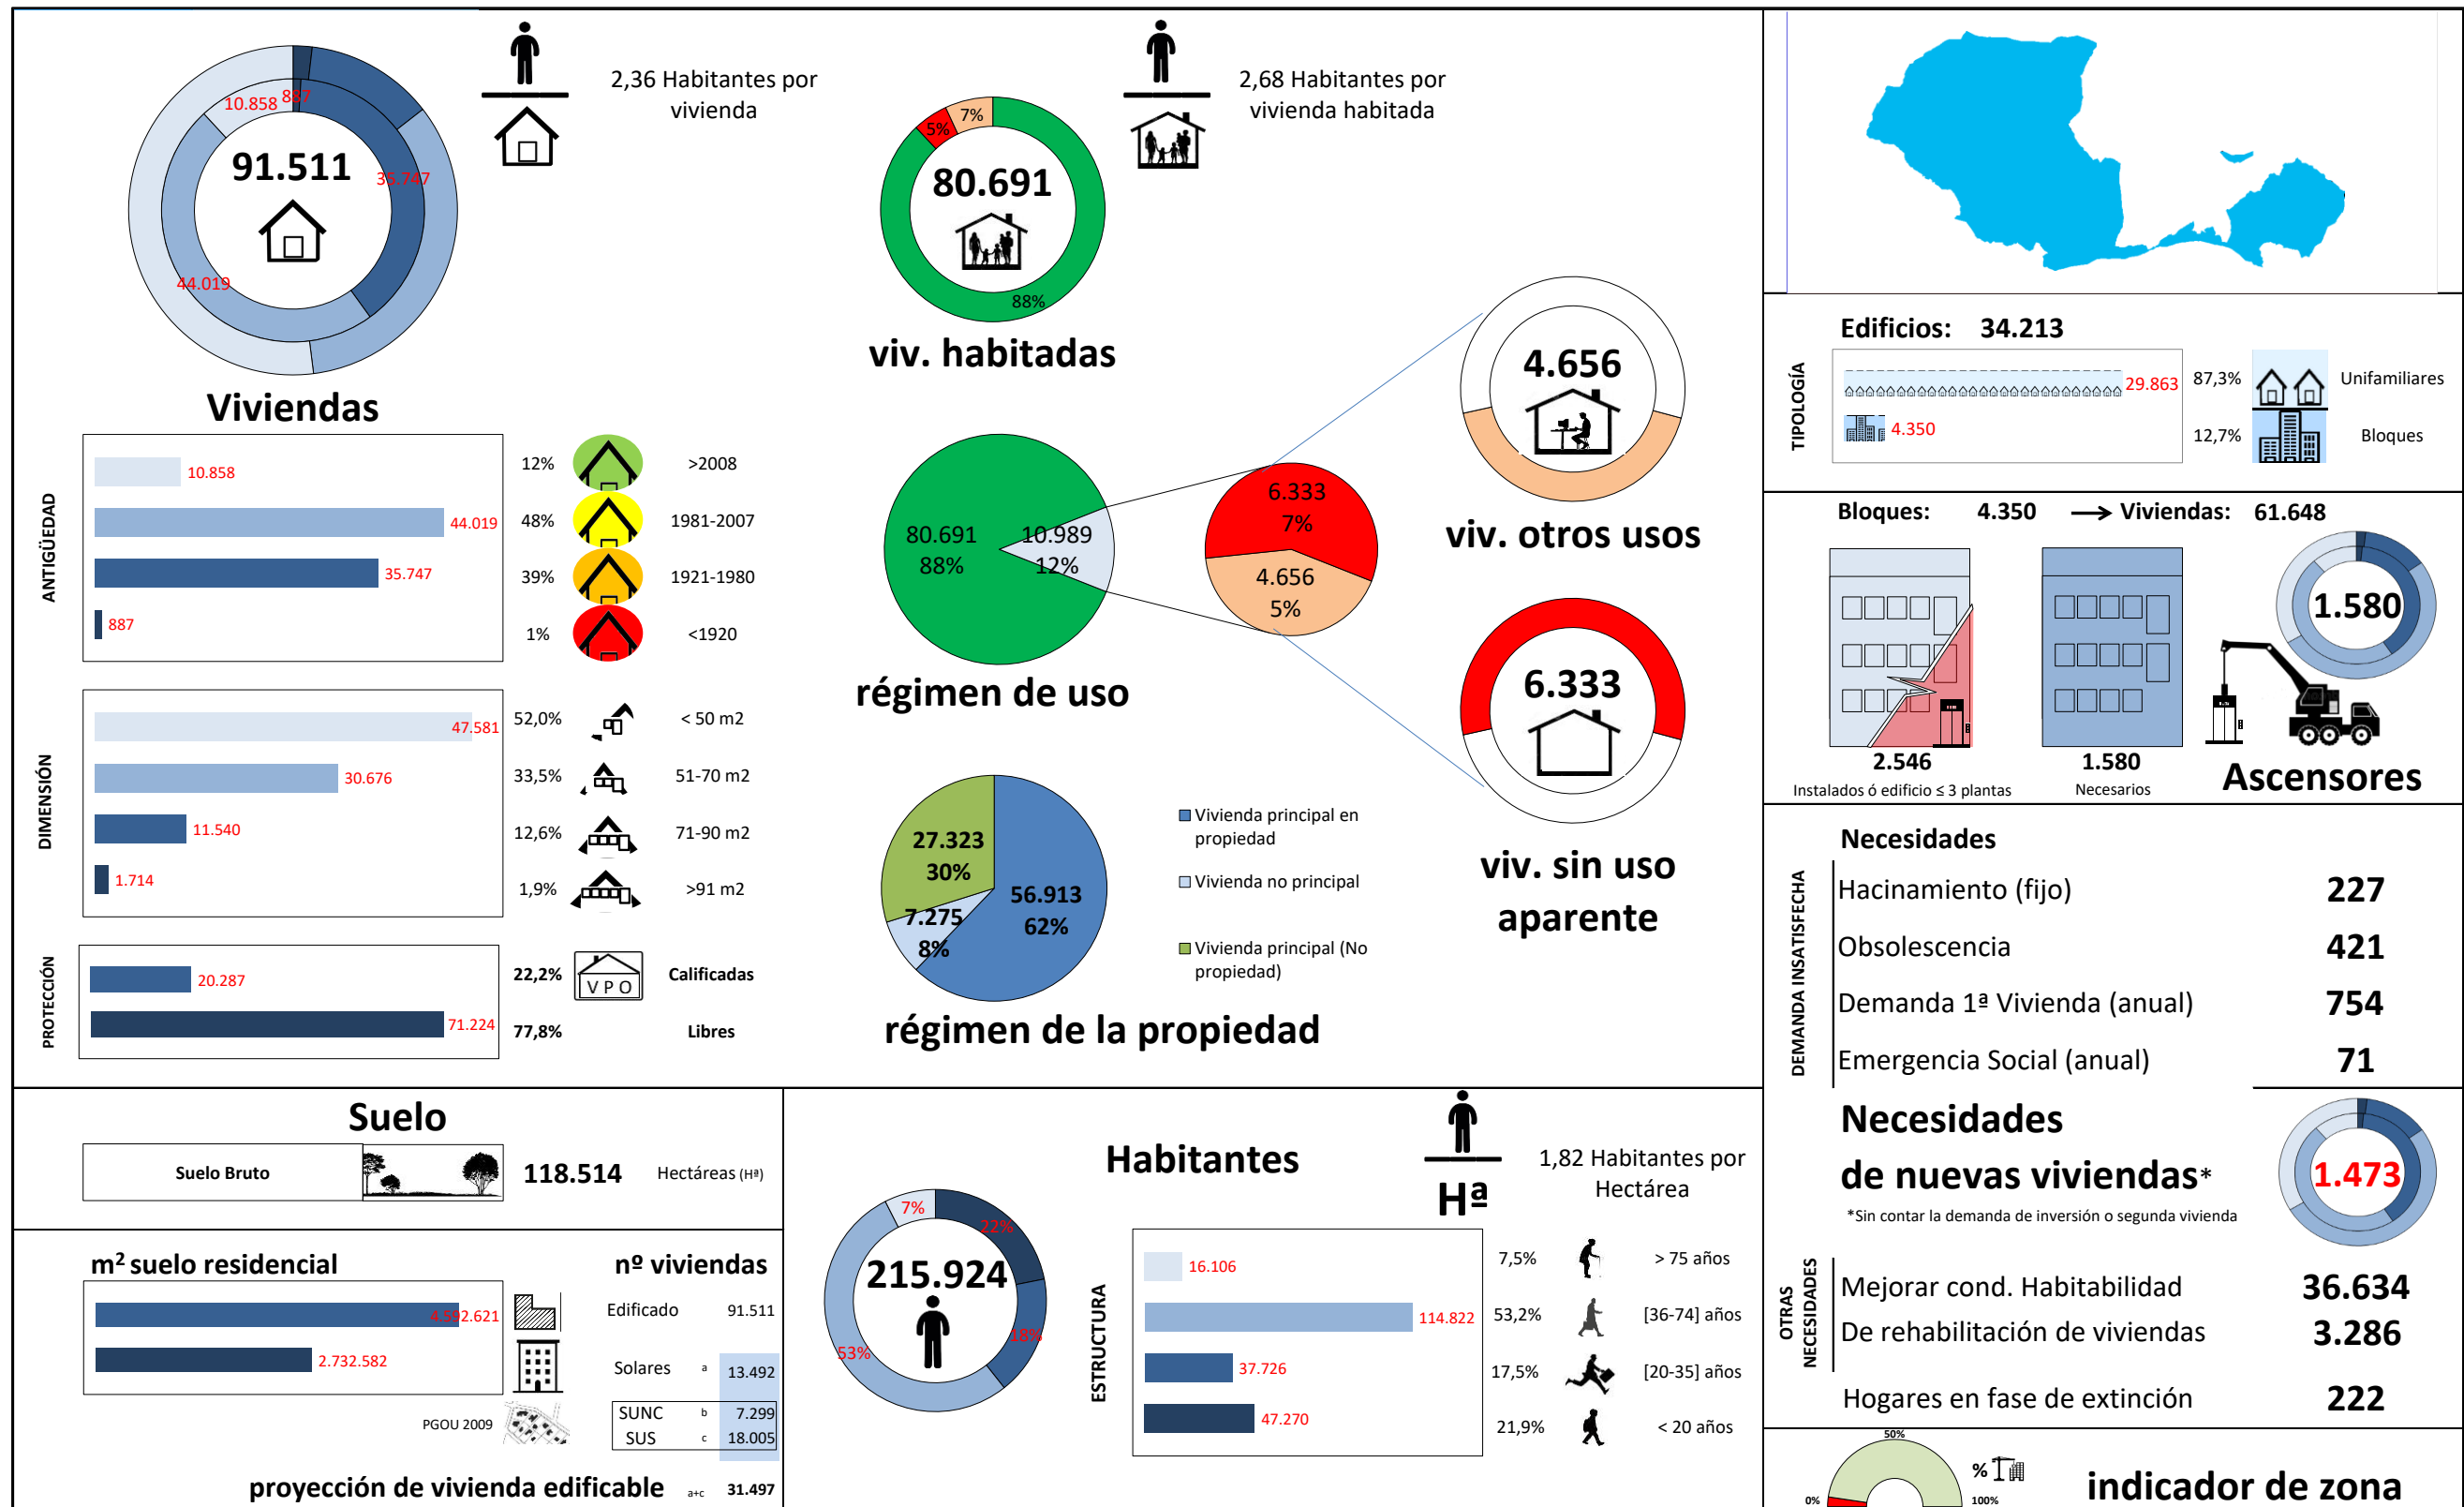 10.858
887
35.747
44.019
91.511
Viviendas
2,36 Habitantes por
vivienda
7%
5%
88%
80.691
viv. habitadas
2,68 Habitantes por
vivienda habitada
ANTIGÜEDAD
10.858
12%
>2008
44.019
48%
1981-2007
35.747
39%
1921-1980
887
1%
<1920
DIMENSIÓN
47.581
52,0%
< 50 m2
30.676
33,5%
51-70 m2
11.540
12,6%
71-90 m2
1.714
1,9%
>91 m2
PROTECCIÓN
20.287
22,2%
V P O
Calificadas
71.224
77,8%
Libres
80.691
88%
10.989
12%
6.333
7%
4.656
5%
régimen de uso
4.656
viv. otros usos
6.333
viv. sin uso
aparente
27.323
30%
7.275
8%
56.913
62%
Vivienda principal en
propiedad
Vivienda no principal
Vivienda principal (No
propiedad)
régimen de la propiedad
TIPOLOGÍA
Edificios: 34.213
29.863
87,3%
Unifamiliares
4.350
12,7%
Bloques
Bloques: 4.350 → Viviendas: 61.648
1.580
2.546
Instalados ó edificio ≤ 3 plantas
1.580
Necesarios
Ascensores
DEMANDA INSATISFECHA
Necesidades
Hacinamiento (fijo) 227
Obsolescencia 421
Demanda 1ª Vivienda (anual) 754
Emergencia Social (anual) 71
Necesidades
de nuevas viviendas*
*Sin contar la demanda de inversión o segunda vivienda
1.473
OTRAS
NECESIDADES
Mejorar cond. Habitabilidad 36.634
De rehabilitación de viviendas 3.286
Hogares en fase de extinción 222
50%
0%
100%
%
indicador de zona
Suelo
Suelo Bruto
118.514 Hectáreas (Hª)
m² suelo residencial
nº viviendas
4.592.621
Edificado 91.511
2.732.582
Solares a 13.492
PGOU 2009
SUNC b 7.299
SUS c 18.005
proyección de vivienda edificable a+c 31.497
Habitantes
Hª
1,82 Habitantes por
Hectárea
7%
22%
18%
53%
215.924
ESTRUCTURA
16.106
7,5%
> 75 años
114.822
53,2%
[36-74] años
37.726
17,5%
[20-35] años
47.270
21,9%
< 20 años